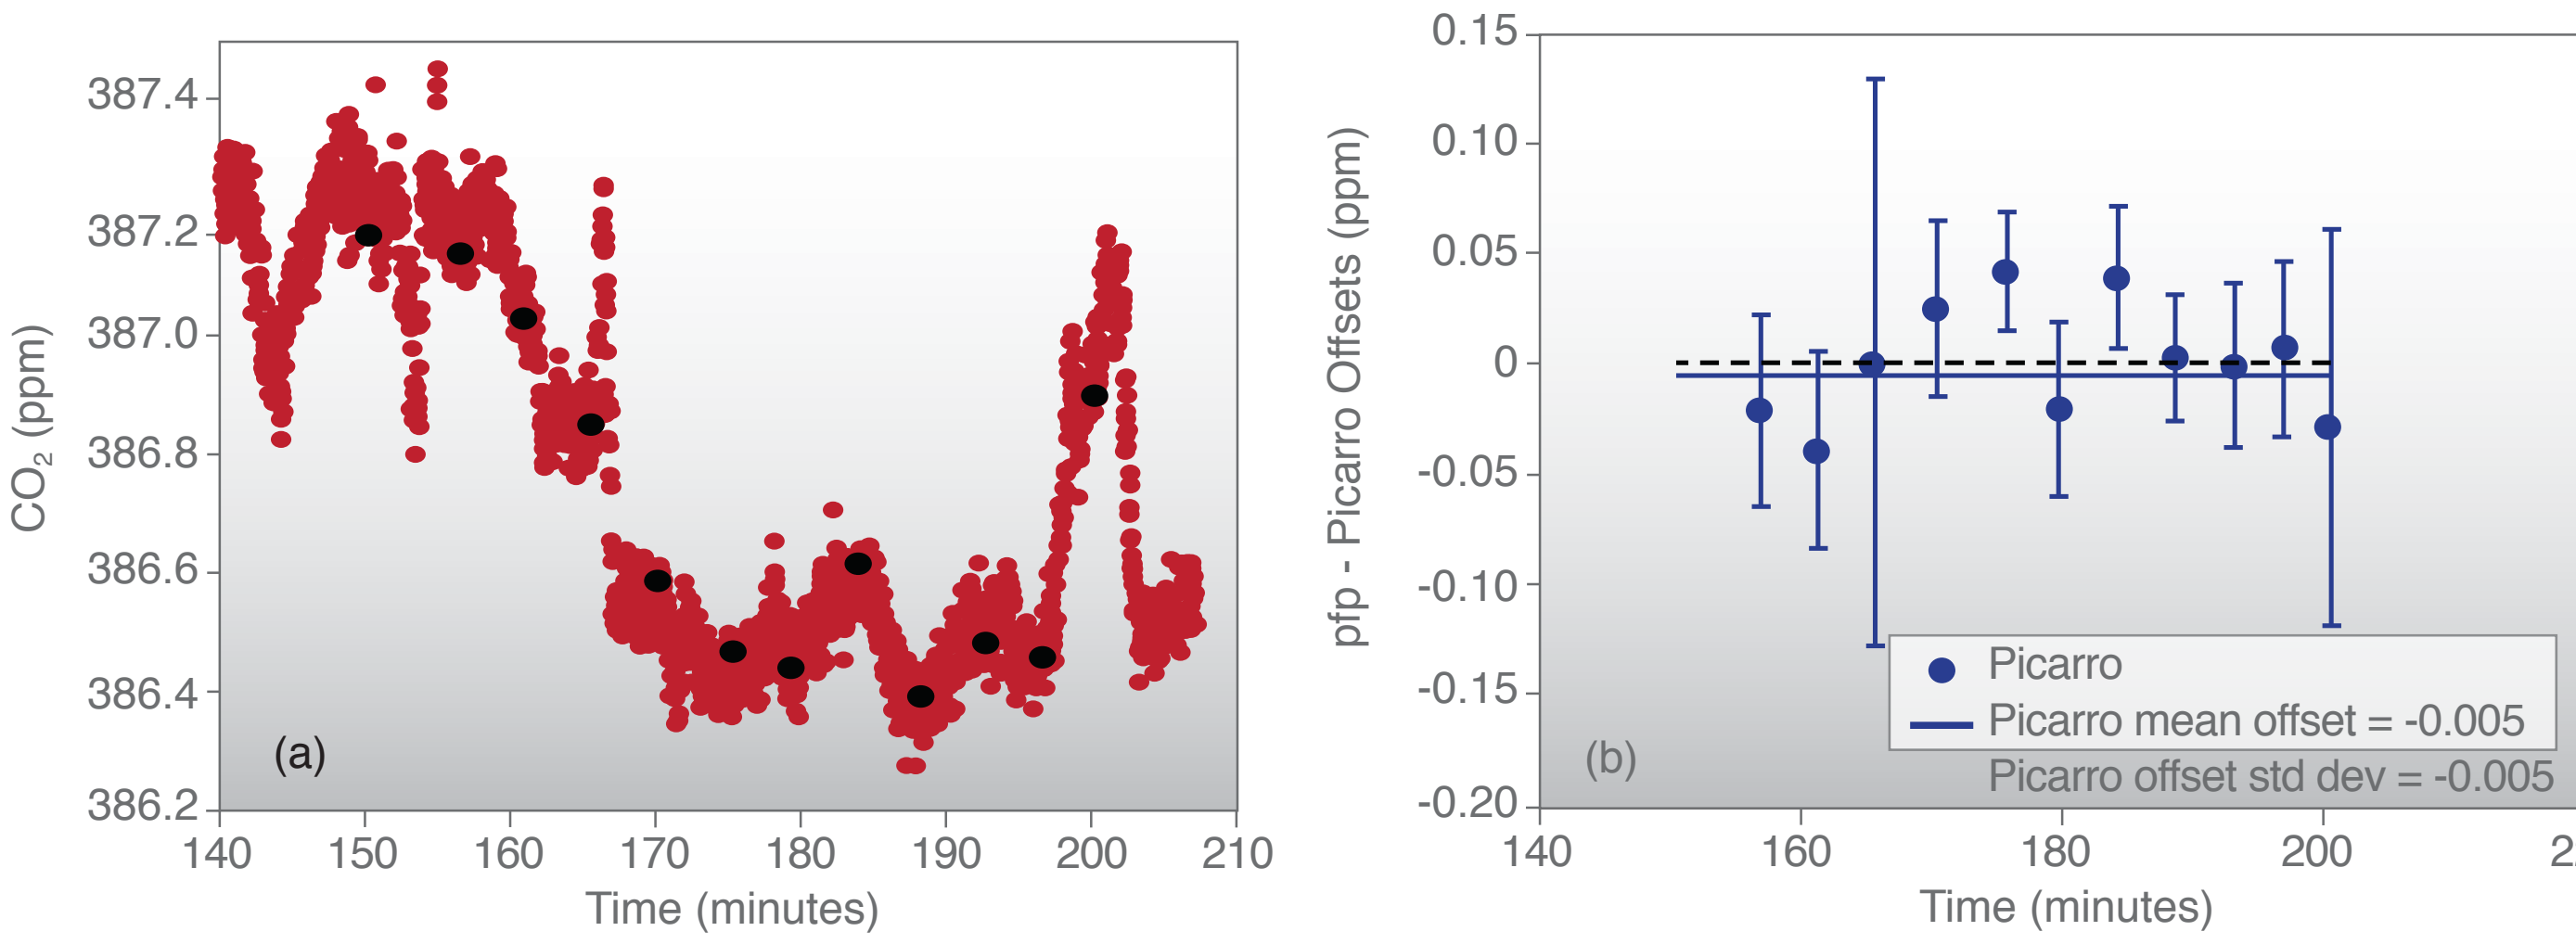 387.4
387.2
387.0
386.8
386.6
386.4
386.2
CO₂ (ppm)
(a)
140 150 160 170 180 190 200 210
Time (minutes)
0.15
0.10
0.05
0
-0.05
-0.10
-0.15
-0.20
pfp - Picarro Offsets (ppm)
Picarro
Picarro mean offset = -0.005
Picarro offset std dev = -0.005
(b)
140 160 180 200
Time (minutes)